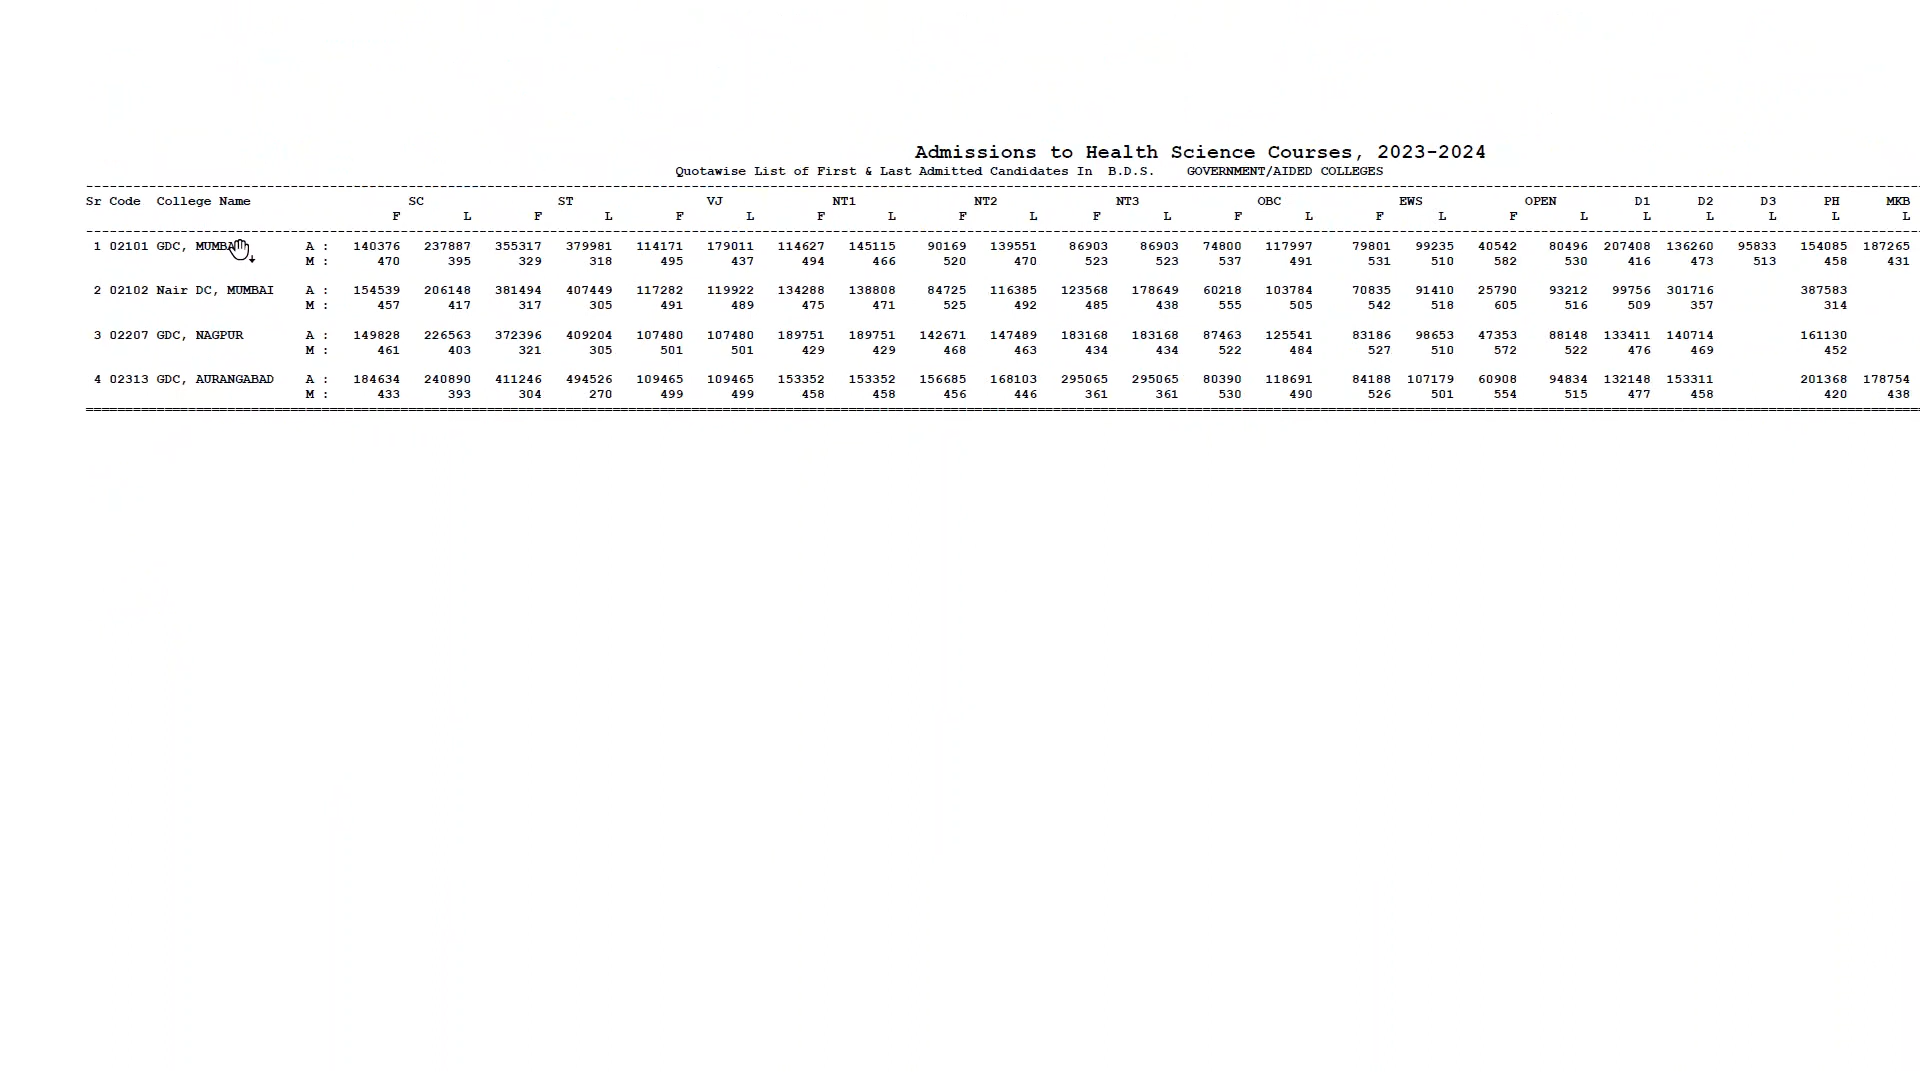 Admissions to Health Science Courses, 2023-2024
Quotawise List of First & Last Admitted Candidates In B.D.S. GOVERNMENT/AIDED COLLEGES
Sr Code College Name SC ST VJ NT1 NT2 NT3 OBC EWS OPEN D1 D2 D3 PH MKB
F L F L F L F L F L F L F L F L F L L L L L L
1 02101 GDC, MUMBAI A : 140376 237887 355317 379981 114171 179011 114627 145115 90169 139551 86903 86903 74800 117997 79801 99235 40542 80496 207408 136260 95833 154085 187265
M : 470 395 329 318 495 437 494 466 520 470 523 523 537 491 531 510 582 530 416 473 513 458 431
2 02102 Nair DC, MUMBAI A : 154539 206148 381494 407449 117282 119922 134288 138808 84725 116385 123568 178649 60218 103784 70835 91410 25790 93212 99756 301716 387583
M : 457 417 317 305 491 489 475 471 525 492 485 438 555 505 542 518 605 516 509 357 314
3 02207 GDC, NAGPUR A : 149828 226563 372396 409204 107480 107480 189751 189751 142671 147489 183168 183168 87463 125541 83186 98653 47353 88148 133411 140714 161130
M : 461 403 321 305 501 501 429 429 468 463 434 434 522 484 527 510 572 522 476 469 452
4 02313 GDC, AURANGABAD A : 184634 240890 411246 494526 109465 109465 153352 153352 156685 168103 295065 295065 80390 118691 84188 107179 60908 94834 132148 153311 201368 178754
M : 433 393 304 270 499 499 458 458 456 446 361 361 530 490 526 501 554 515 477 458 420 438